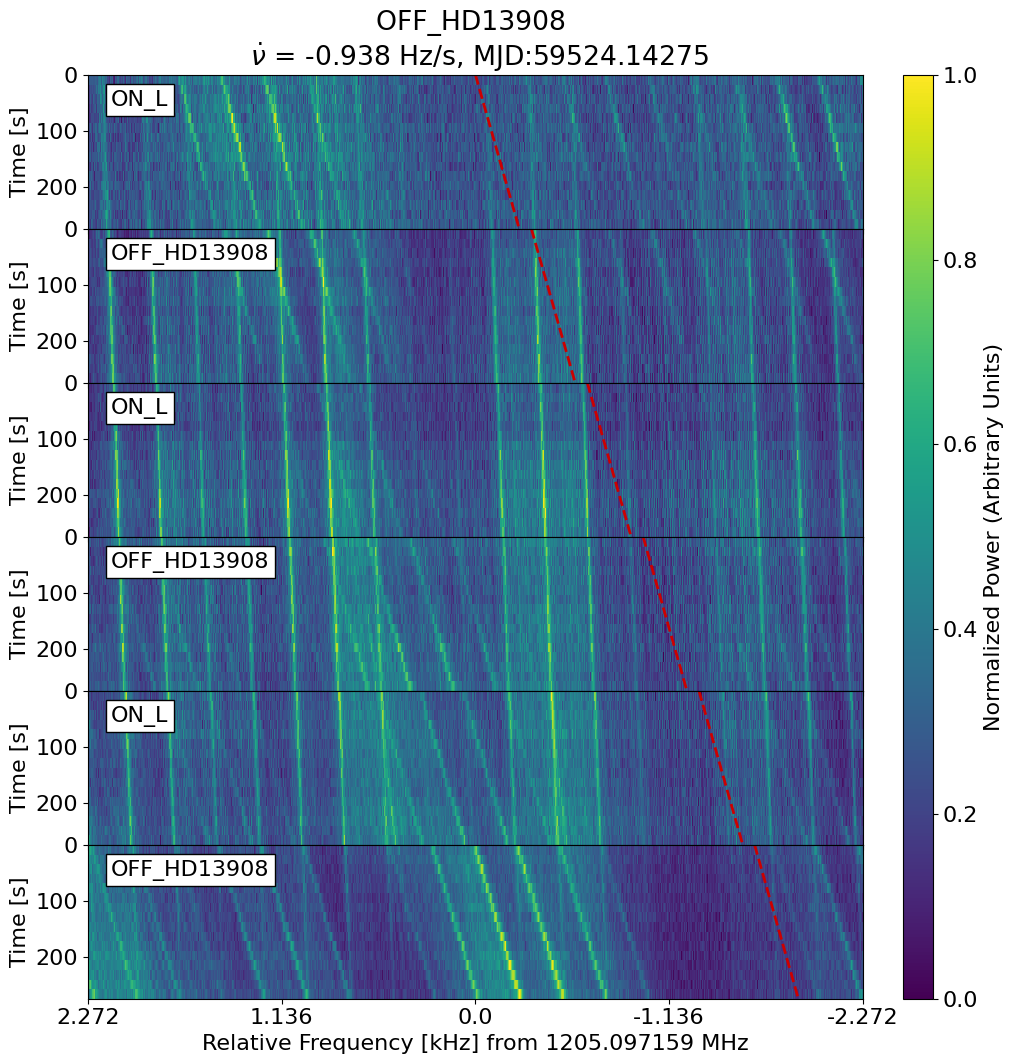 OFF_HD13908
ν̇ = -0.938 Hz/s, MJD:59524.14275
0
ON_L
100
200
Time [s]
0
OFF_HD13908
100
200
Time [s]
0
ON_L
100
200
Time [s]
0
OFF_HD13908
100
200
Time [s]
0
ON_L
100
200
Time [s]
0
OFF_HD13908
100
200
Time [s]
2.272 1.136 0.0 -1.136 -2.272
Relative Frequency [kHz] from 1205.097159 MHz
1.0
0.8
0.6
0.4
0.2
0.0
Normalized Power (Arbitrary Units)